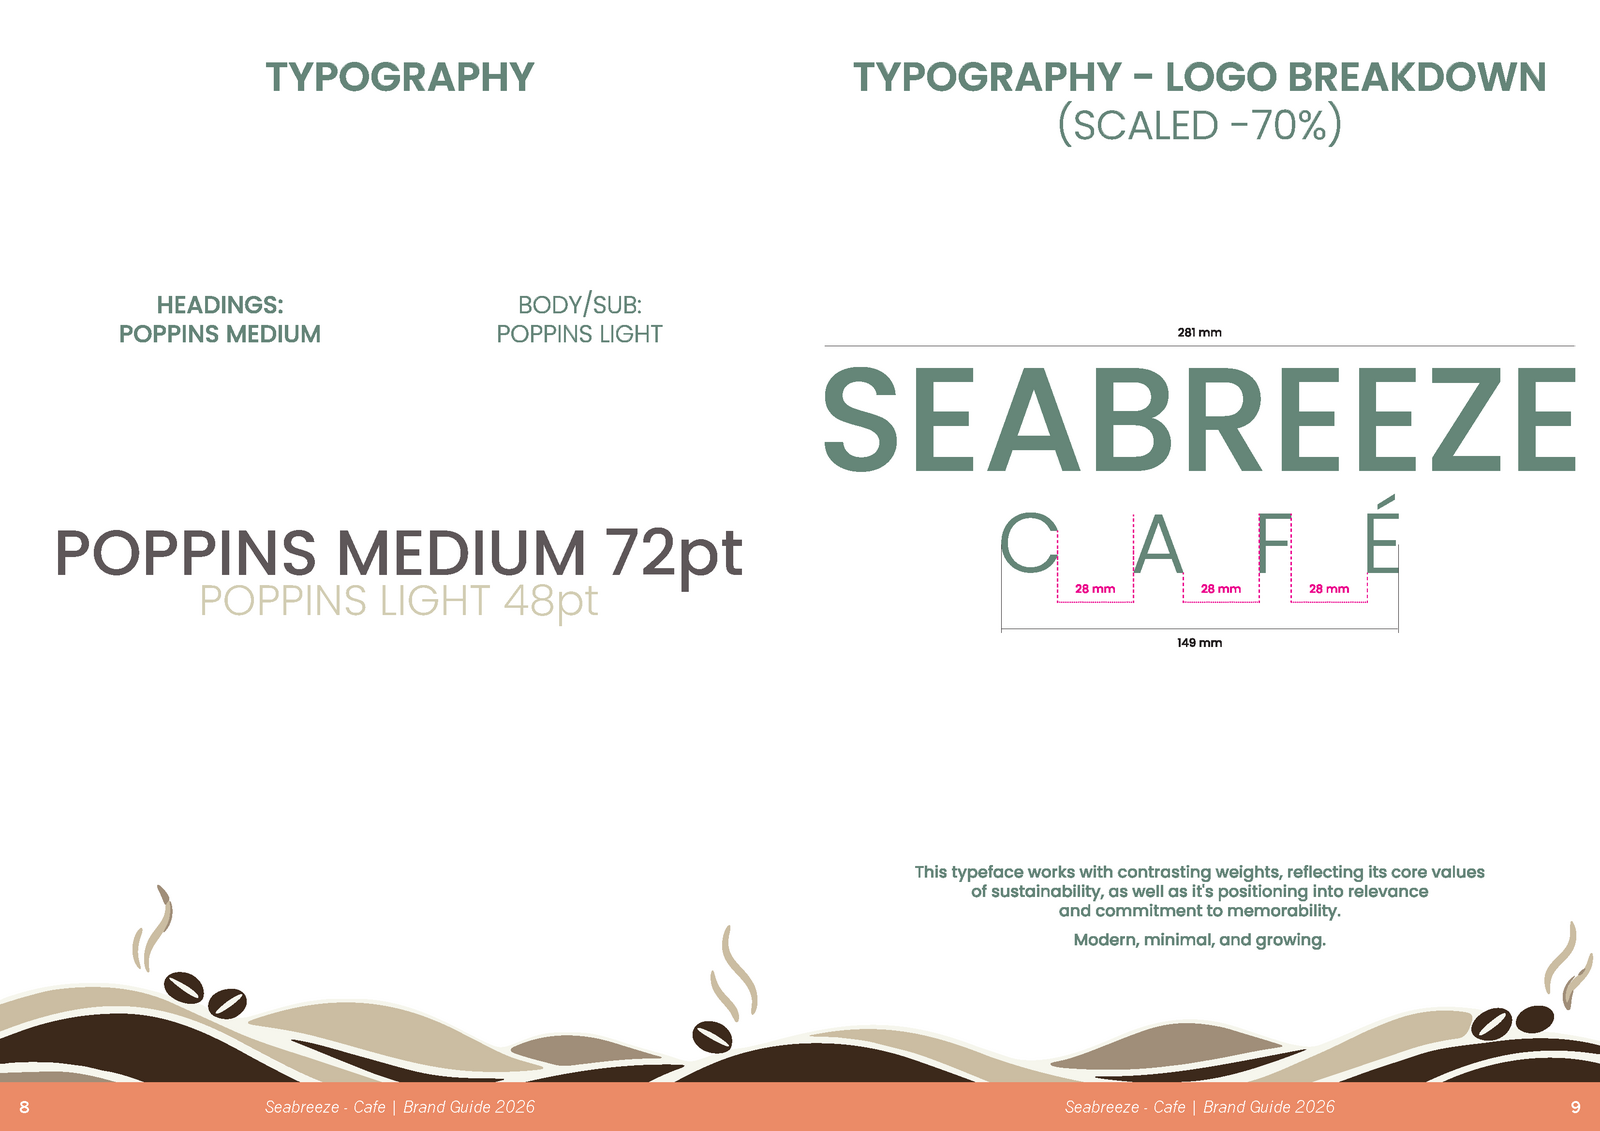 TYPOGRAPHY
HEADINGS:
POPPINS MEDIUM
BODY/SUB:
POPPINS LIGHT
POPPINS MEDIUM 72pt
POPPINS LIGHT 48pt
8
Seabreeze - Cafe | Brand Guide 2026
TYPOGRAPHY - LOGO BREAKDOWN
(SCALED -70%)
281 mm
SEABREEZE
CAFÉ
28 mm
28 mm
28 mm
149 mm
This typeface works with contrasting weights, reflecting its core values
of sustainability, as well as it's positioning into relevance
and commitment to memorability.
Modern, minimal, and growing.
Seabreeze - Cafe | Brand Guide 2026
9